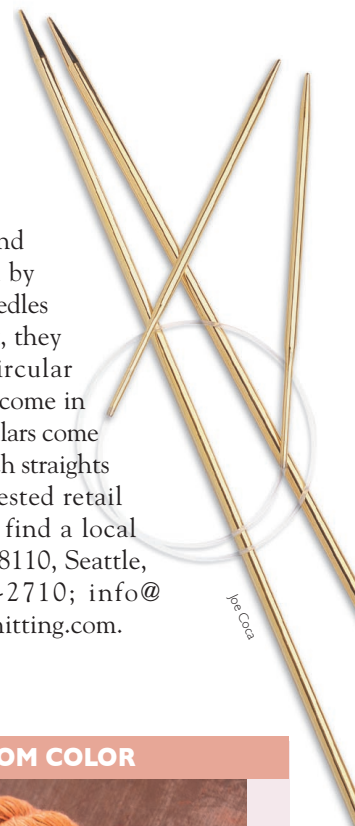 nd
by
edles
, they
ircular
come in
lars come
h straights
ested retail
find a local
8110, Seattle,
-2710; info@
nitting.com.
Joe Coca
OM COLOR